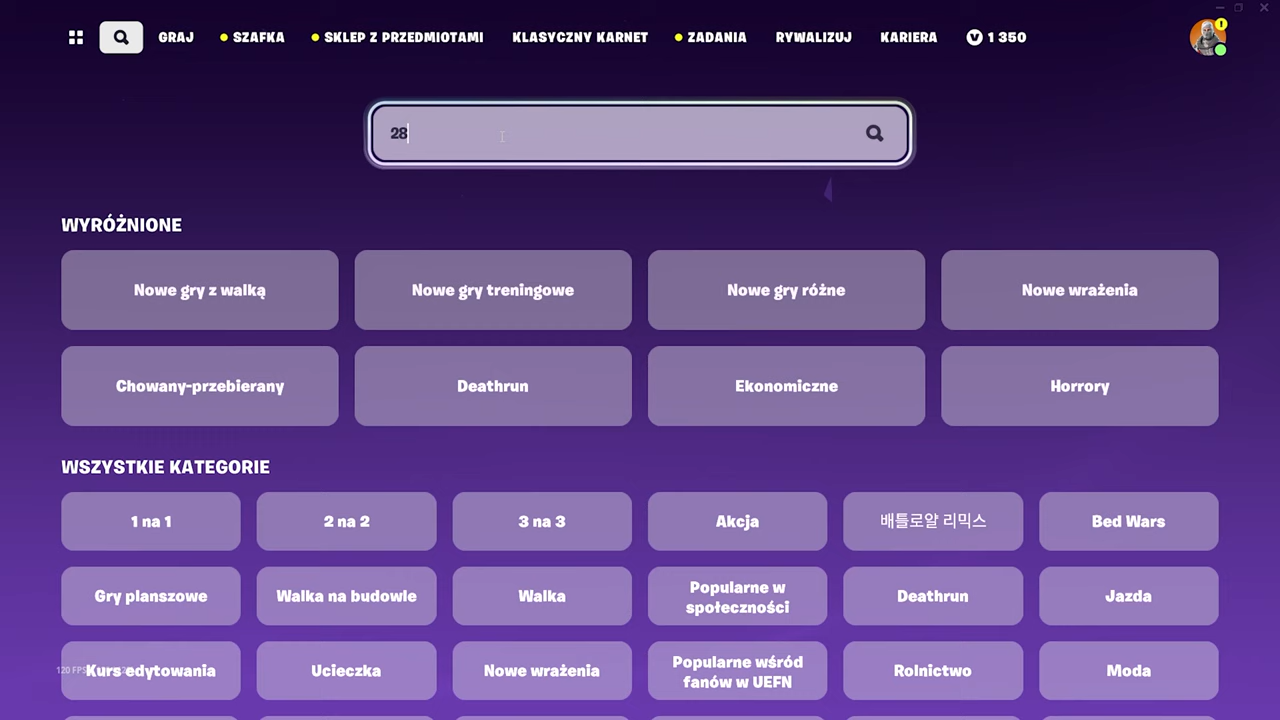 GRAJ SZAFKA SKLEP Z PRZEDMIOTAMI KLASYCZNY KARNET ZADANIA RYWALIZUJ KARIERA V 1 350 !
28
WYRÓŻNIONE
Nowe gry z walką Nowe gry treningowe Nowe gry różne Nowe wrażenia
Chowany-przebierany Deathrun Ekonomiczne Horrory
WSZYSTKIE KATEGORIE
1 na 1 2 na 2 3 na 3 Akcja 배틀로얄 리믹스 Bed Wars
Gry planszowe Walka na budowle Walka Popularne w
społeczności Deathrun Jazda
Kurs edytowania Ucieczka Nowe wrażenia Popularne wśród
fanów w UEFN Rolnictwo Moda
120 FPS